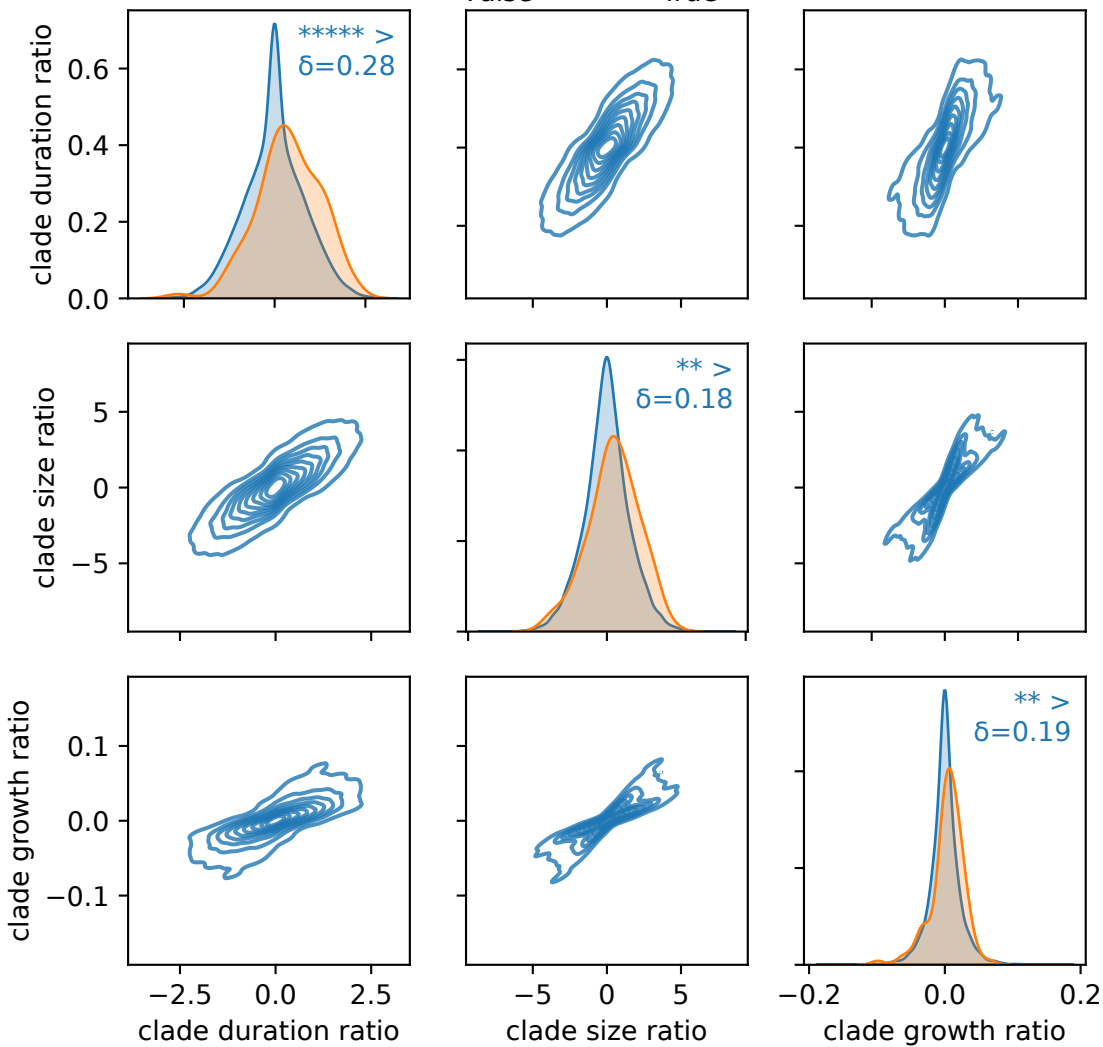 clade duration ratio
0.6
0.4
0.2
0.0
***** >
δ=0.28
clade size ratio
5
0
−5
** >
δ=0.18
clade growth ratio
0.1
0.0
−0.1
** >
δ=0.19
−2.5 0.0 2.5
−5 0 5
−0.2 0.0 0.2
clade duration ratio
clade size ratio
clade growth ratio